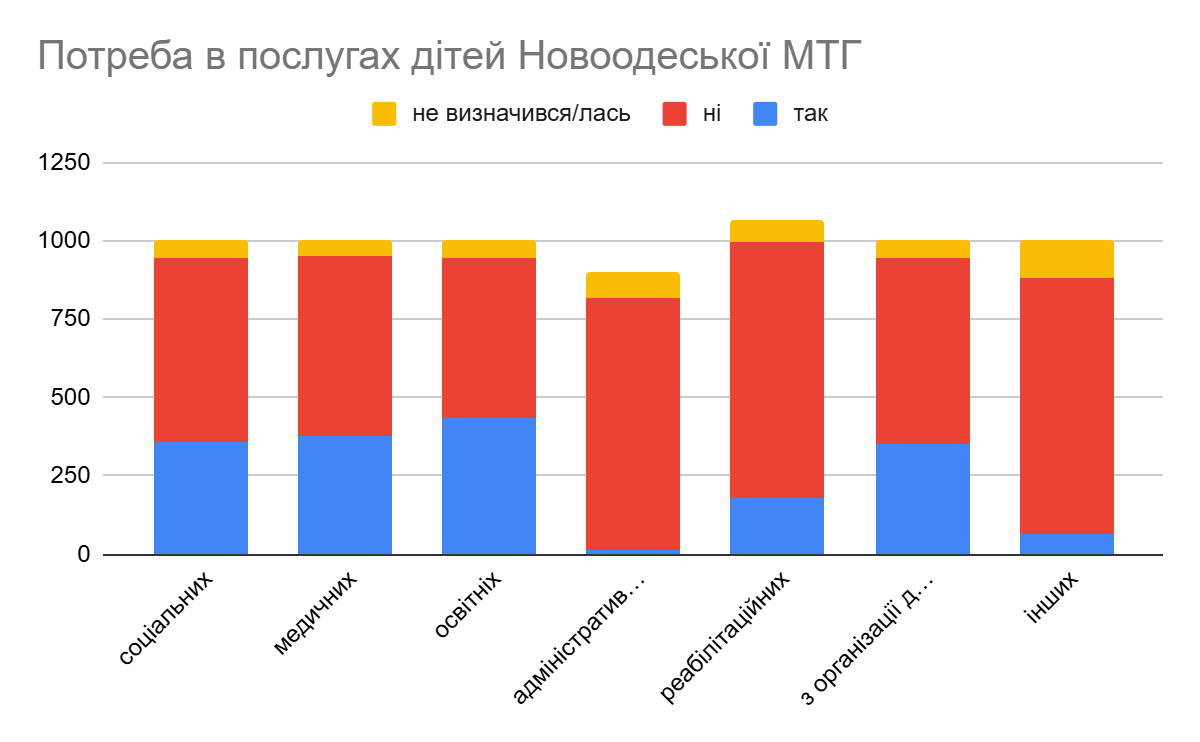 Потреба в послугах дітей Новоодеської МТГ
не визначився/лась ні так
1250
1000
750
500
250
0
соціальних
медичних
освітніх
адміністратив…
реабілітаційних
з організації д…
інших